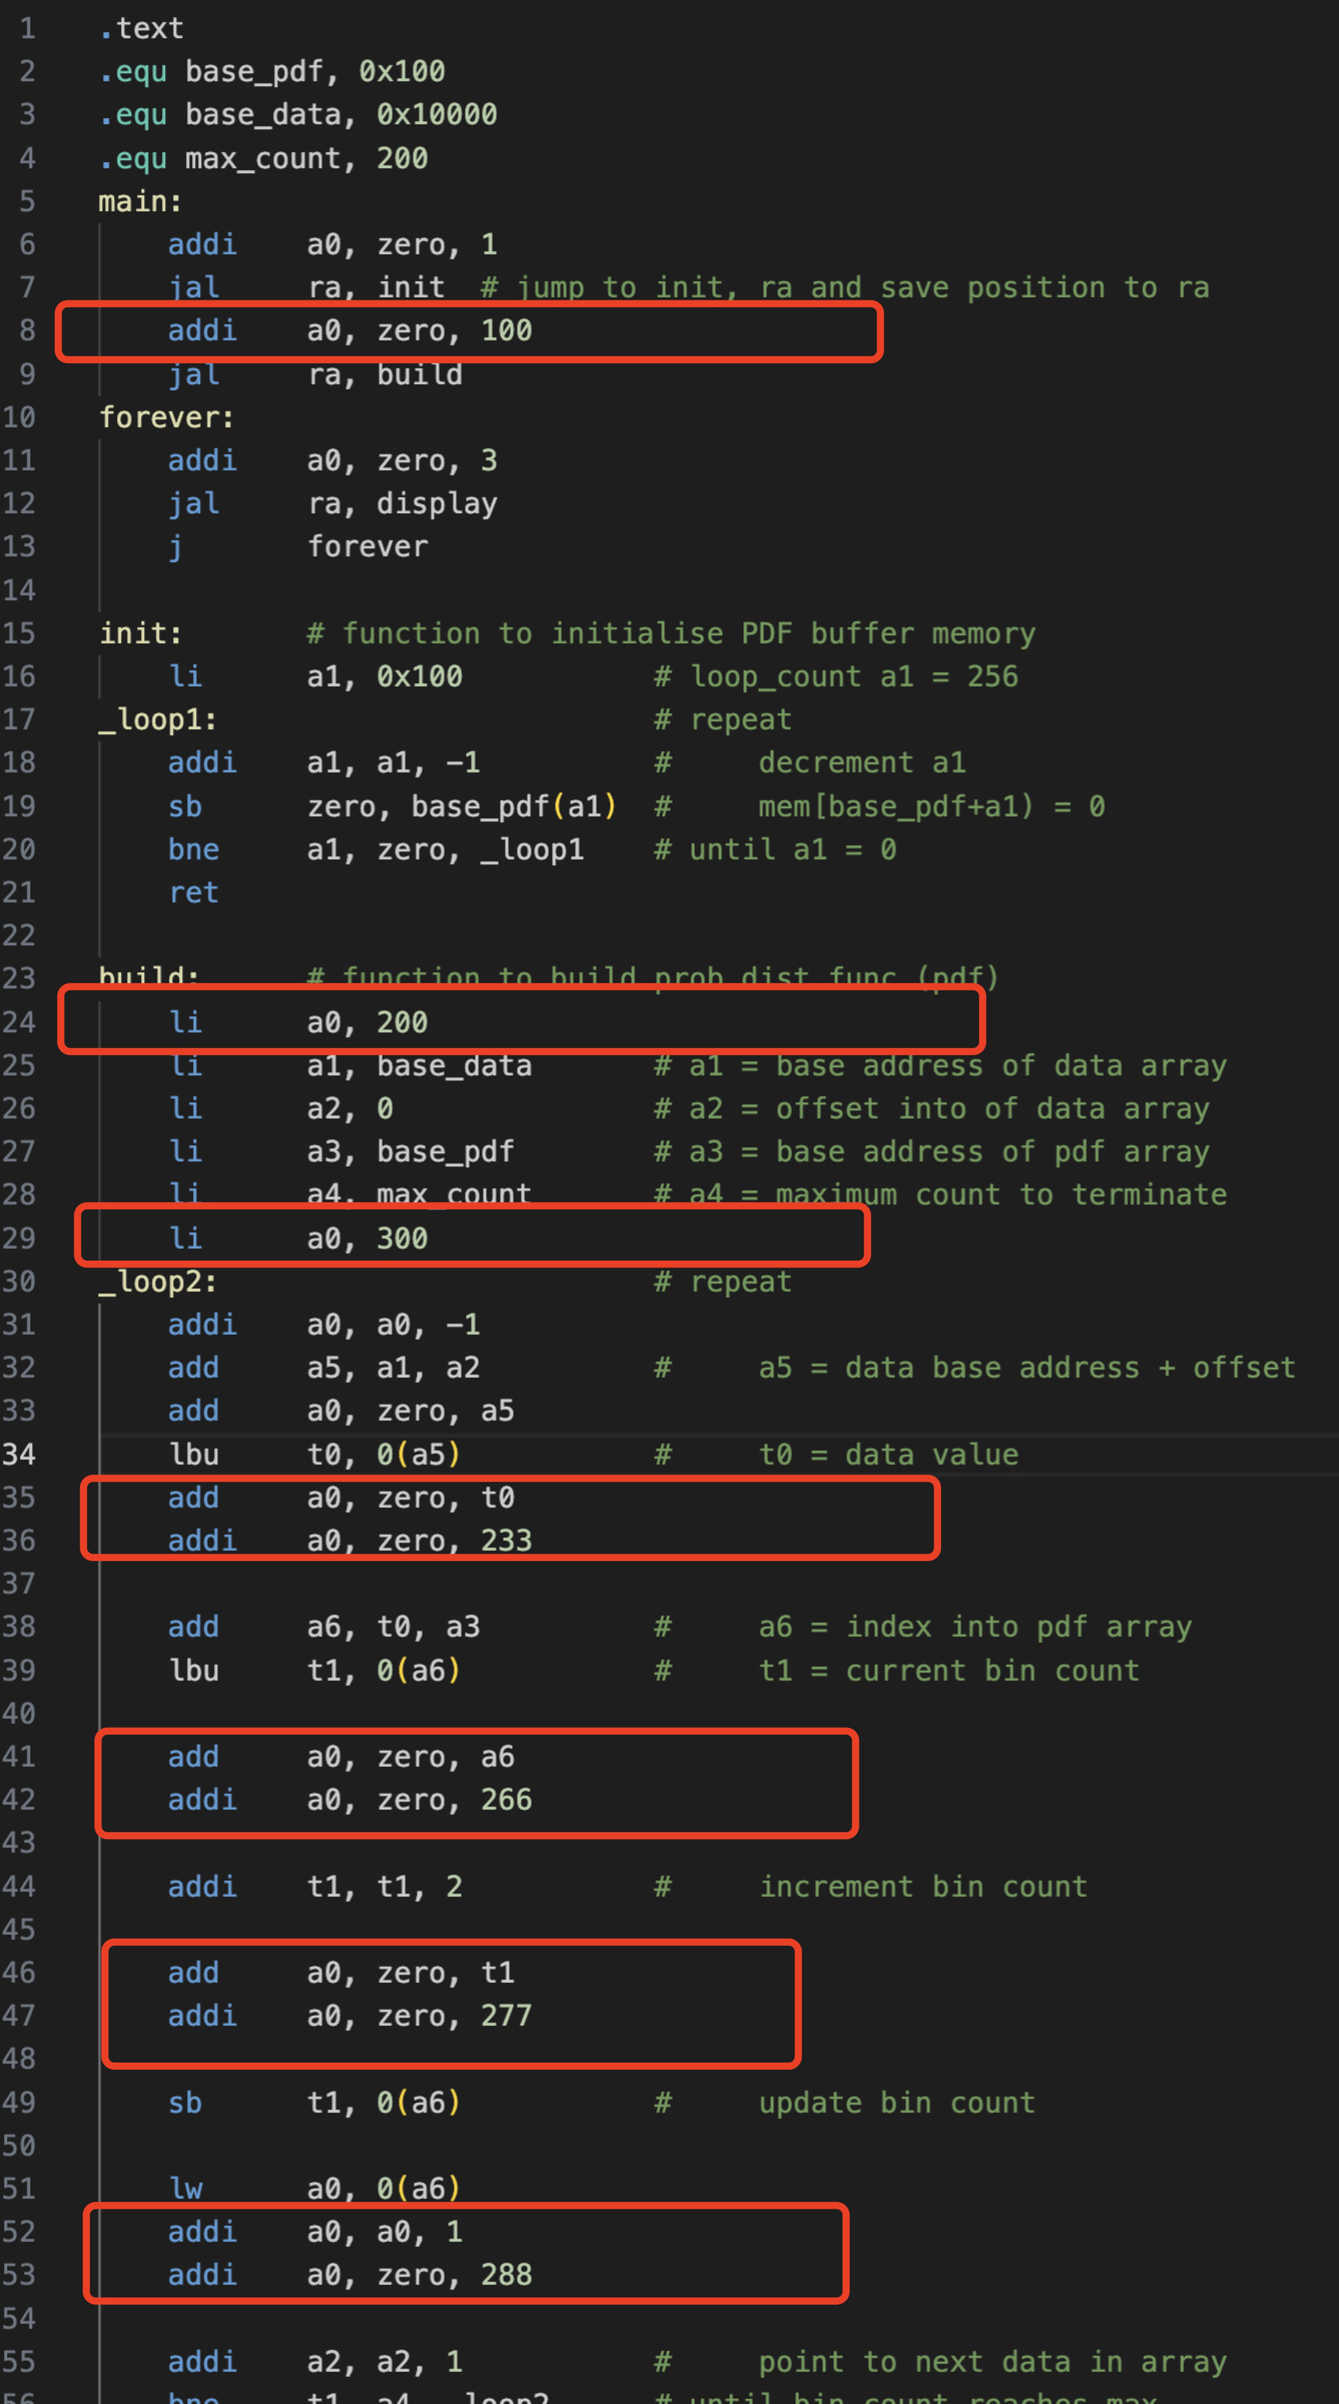 1 .text
2 .equ base_pdf, 0x100
3 .equ base_data, 0x10000
4 .equ max_count, 200
5 main:
6 addi a0, zero, 1
7 jal ra, init # jump to init, ra and save position to ra
8 addi a0, zero, 100
9 jal ra, build
10 forever:
11 addi a0, zero, 3
12 jal ra, display
13 j forever
14
15 init: # function to initialise PDF buffer memory
16 li a1, 0x100 # loop_count a1 = 256
17 _loop1: # repeat
18 addi a1, a1, -1 # decrement a1
19 sb zero, base_pdf(a1) # mem[base_pdf+a1) = 0
20 bne a1, zero, _loop1 # until a1 = 0
21 ret
22
23 build: # function to build prob dist func (pdf)
24 li a0, 200
25 li a1, base_data # a1 = base address of data array
26 li a2, 0 # a2 = offset into of data array
27 li a3, base_pdf # a3 = base address of pdf array
28 li a4, max_count # a4 = maximum count to terminate
29 li a0, 300
30 _loop2: # repeat
31 addi a0, a0, -1
32 add a5, a1, a2 # a5 = data base address + offset
33 add a0, zero, a5
34 lbu t0, 0(a5) # t0 = data value
35 add a0, zero, t0
36 addi a0, zero, 233
37
38 add a6, t0, a3 # a6 = index into pdf array
39 lbu t1, 0(a6) # t1 = current bin count
40
41 add a0, zero, a6
42 addi a0, zero, 266
43
44 addi t1, t1, 2 # increment bin count
45
46 add a0, zero, t1
47 addi a0, zero, 277
48
49 sb t1, 0(a6) # update bin count
50
51 lw a0, 0(a6)
52 addi a0, a0, 1
53 addi a0, zero, 288
54
55 addi a2, a2, 1 # point to next data in array
56 bne t1, a4, _loop2 # until bin count reaches max